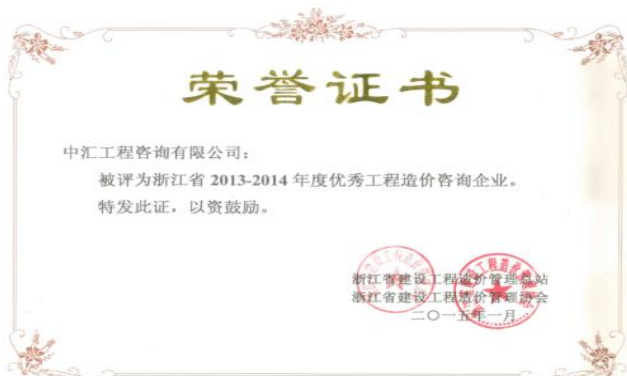 荣誉证书
中汇工程咨询有限公司：
被评为浙江省 2013-2014 年度优秀工程造价咨询企业。
特发此证，以资鼓励。
浙江省建设工程造价管理总站
浙江省建设工程造价管理协会
二〇一五年一月